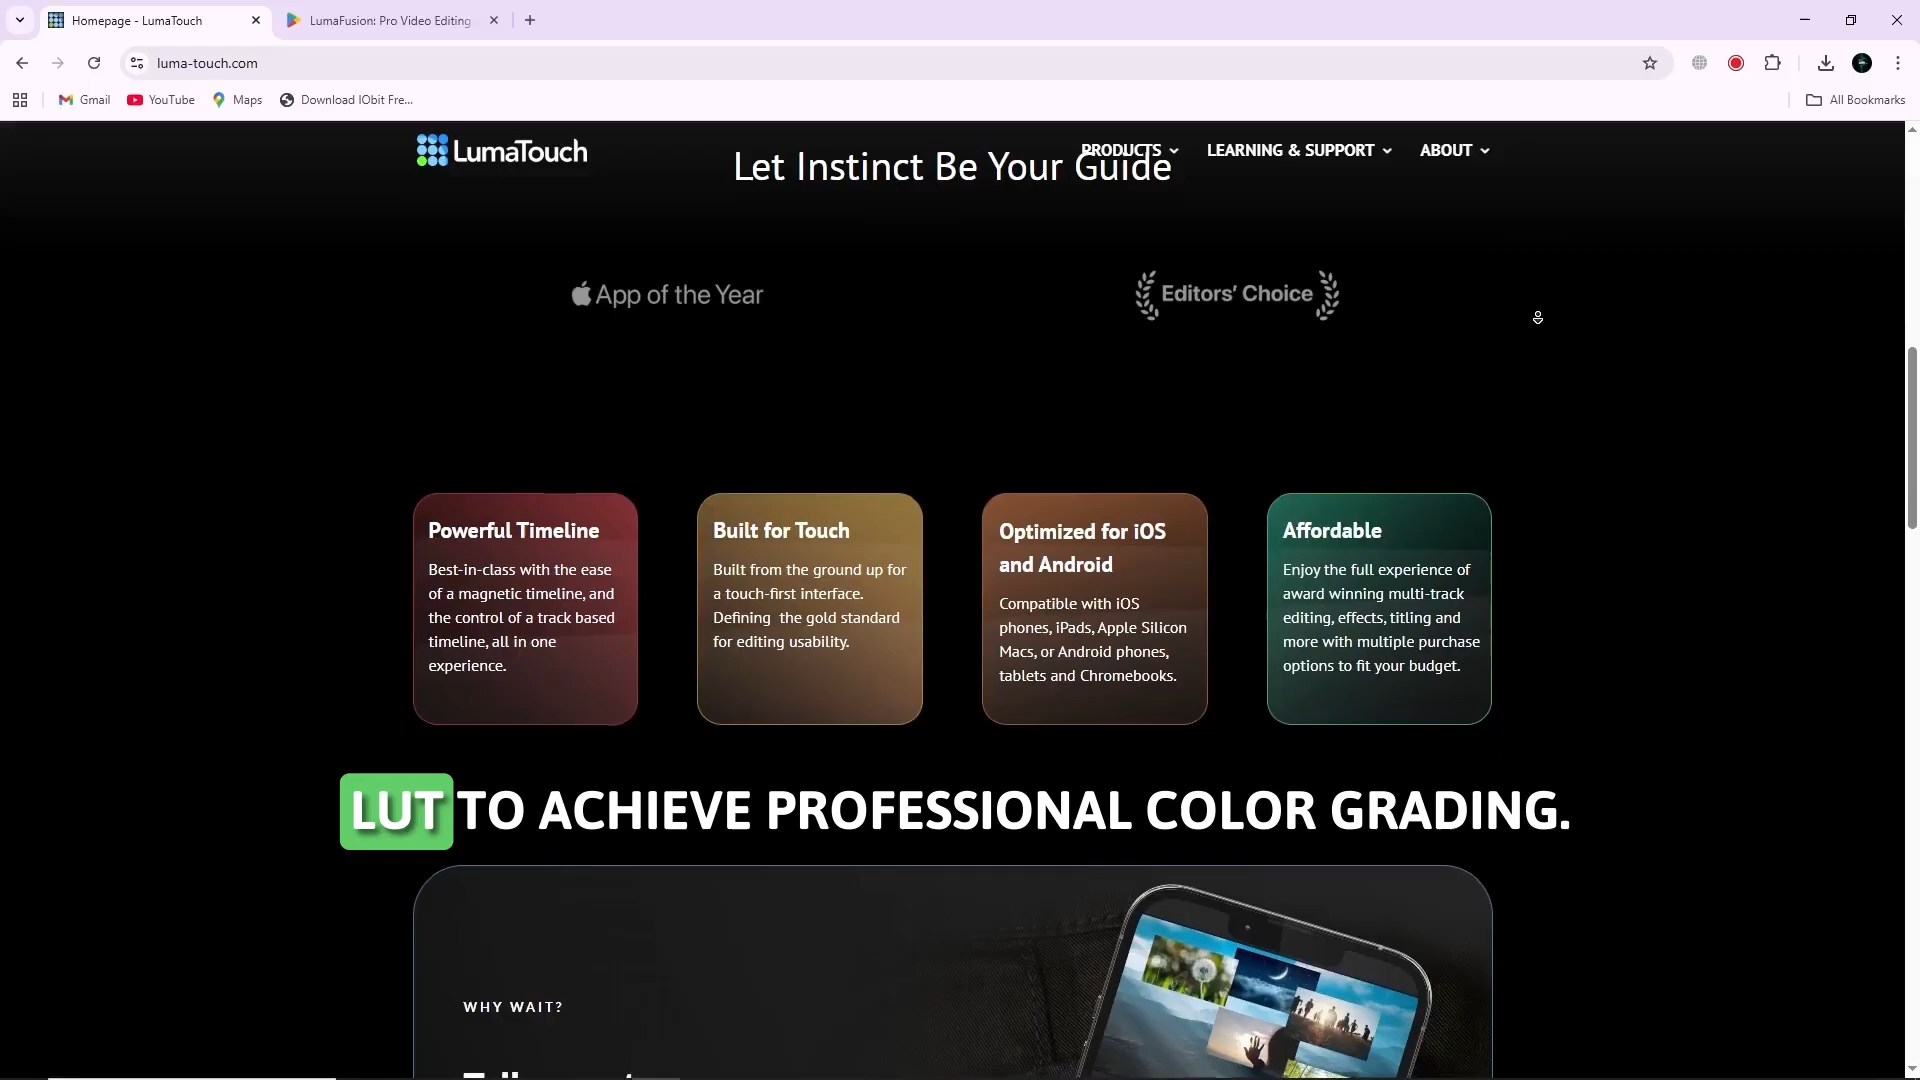 Homepage - LumaTouch
LumaFusion: Pro Video Editing
luma-touch.com
Gmail
YouTube
Maps
Download IObit Fre...
All Bookmarks
LumaTouch
PRODUCTS
LEARNING & SUPPORT
ABOUT
Let Instinct Be Your Guide
App of the Year
Editors' Choice
Powerful Timeline
Best-in-class with the ease
of a magnetic timeline, and
the control of a track based
timeline, all in one
experience.
Built for Touch
Built from the ground up for
a touch-first interface.
Defining the gold standard
for editing usability.
Optimized for iOS
and Android
Compatible with iOS
phones, iPads, Apple Silicon
Macs, or Android phones,
tablets and Chromebooks.
Affordable
Enjoy the full experience of
award winning multi-track
editing, effects, titling and
more with multiple purchase
options to fit your budget.
LUT TO ACHIEVE PROFESSIONAL COLOR GRADING.
WHY WAIT?